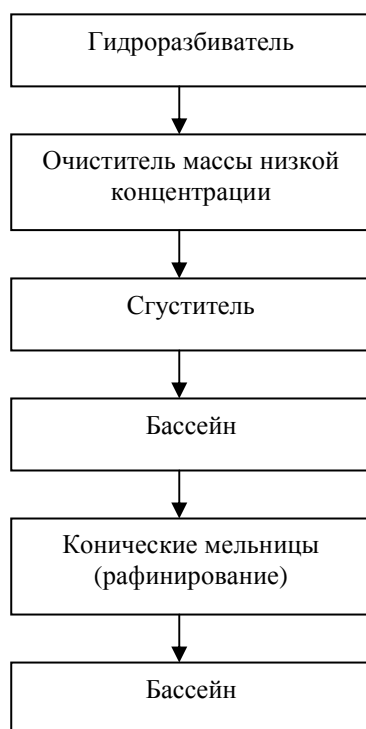 Гидроразбиватель
Очиститель массы низкой
концентрации
Сгуститель
Бассейн
Конические мельницы
(рафинирование)
Бассейн